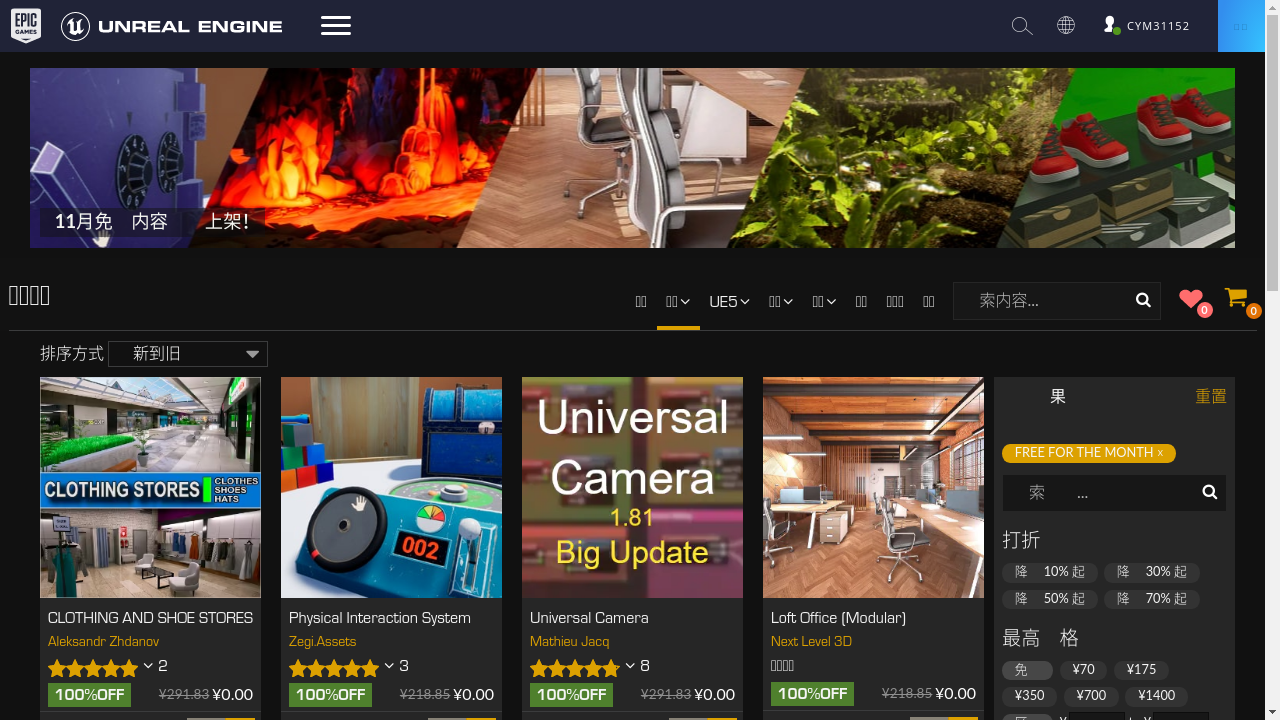 EPIC GAMES
UNREAL ENGINE
CYM31152
11月免 内容 上架!
UE5
索内容...
0
0
排序方式
新到旧
果
重置
FREE FOR THE MONTH x
索 ...
打折
降 10% 起
降 30% 起
降 50% 起
降 70% 起
最高 格
免
¥70
¥175
¥350
¥700
¥1400
CLOTHING STORES
CLOTHES
SHOES
HATS
CLOTHING AND SHOE STORES
Aleksandr Zhdanov
2
100%OFF
¥291.83 ¥0.00
002
Physical Interaction System
Zegi.Assets
3
100%OFF
¥218.85 ¥0.00
Universal
Camera
1.81
Big Update
Universal Camera
Mathieu Jacq
8
100%OFF
¥291.83 ¥0.00
Loft Office (Modular)
Next Level 3D
100%OFF
¥218.85 ¥0.00